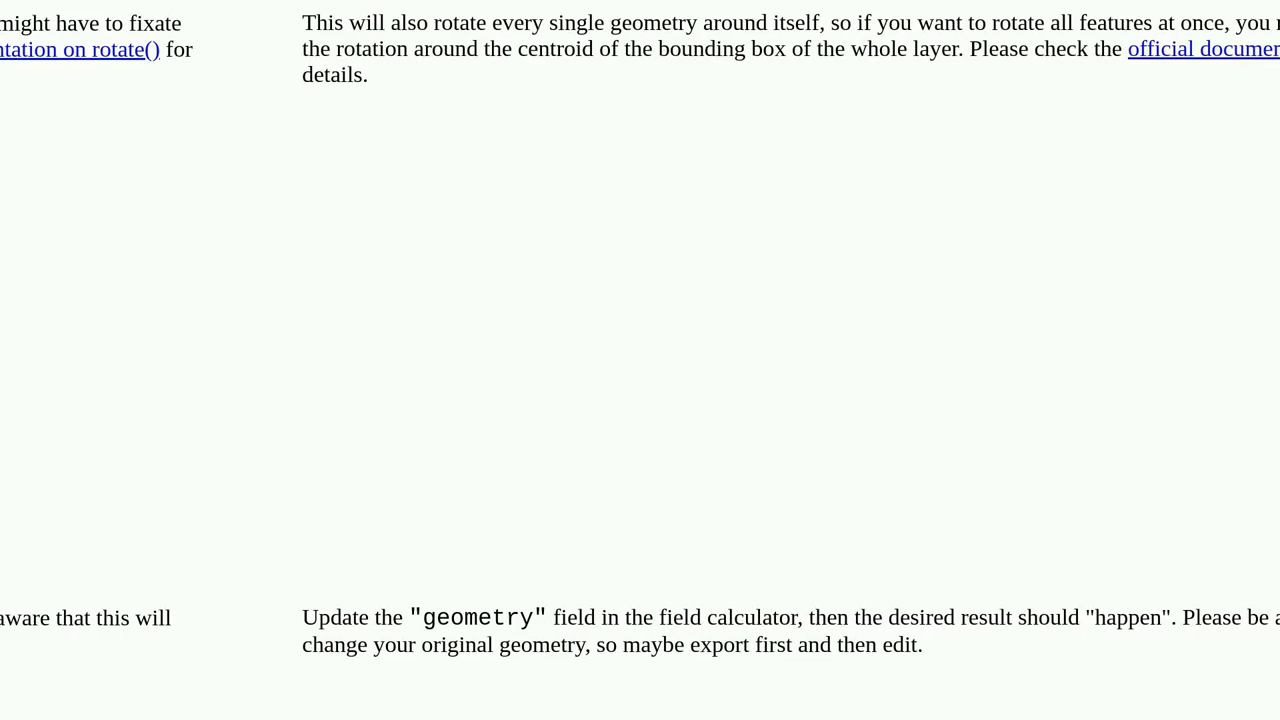 might have to fixate
ntation on rotate() for
This will also rotate every single geometry around itself, so if you want to rotate all features at once, you
the rotation around the centroid of the bounding box of the whole layer. Please check the official documen
details.
aware that this will
Update the "geometry" field in the field calculator, then the desired result should "happen". Please be a
change your original geometry, so maybe export first and then edit.